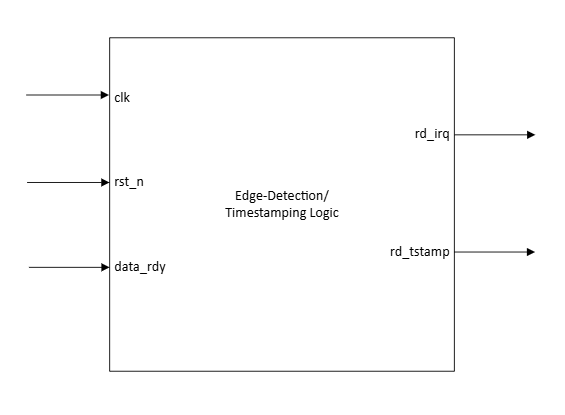 clk
rd_irq
rst_n
Edge-Detection/
Timestamping Logic
rd_tstamp
data_rdy